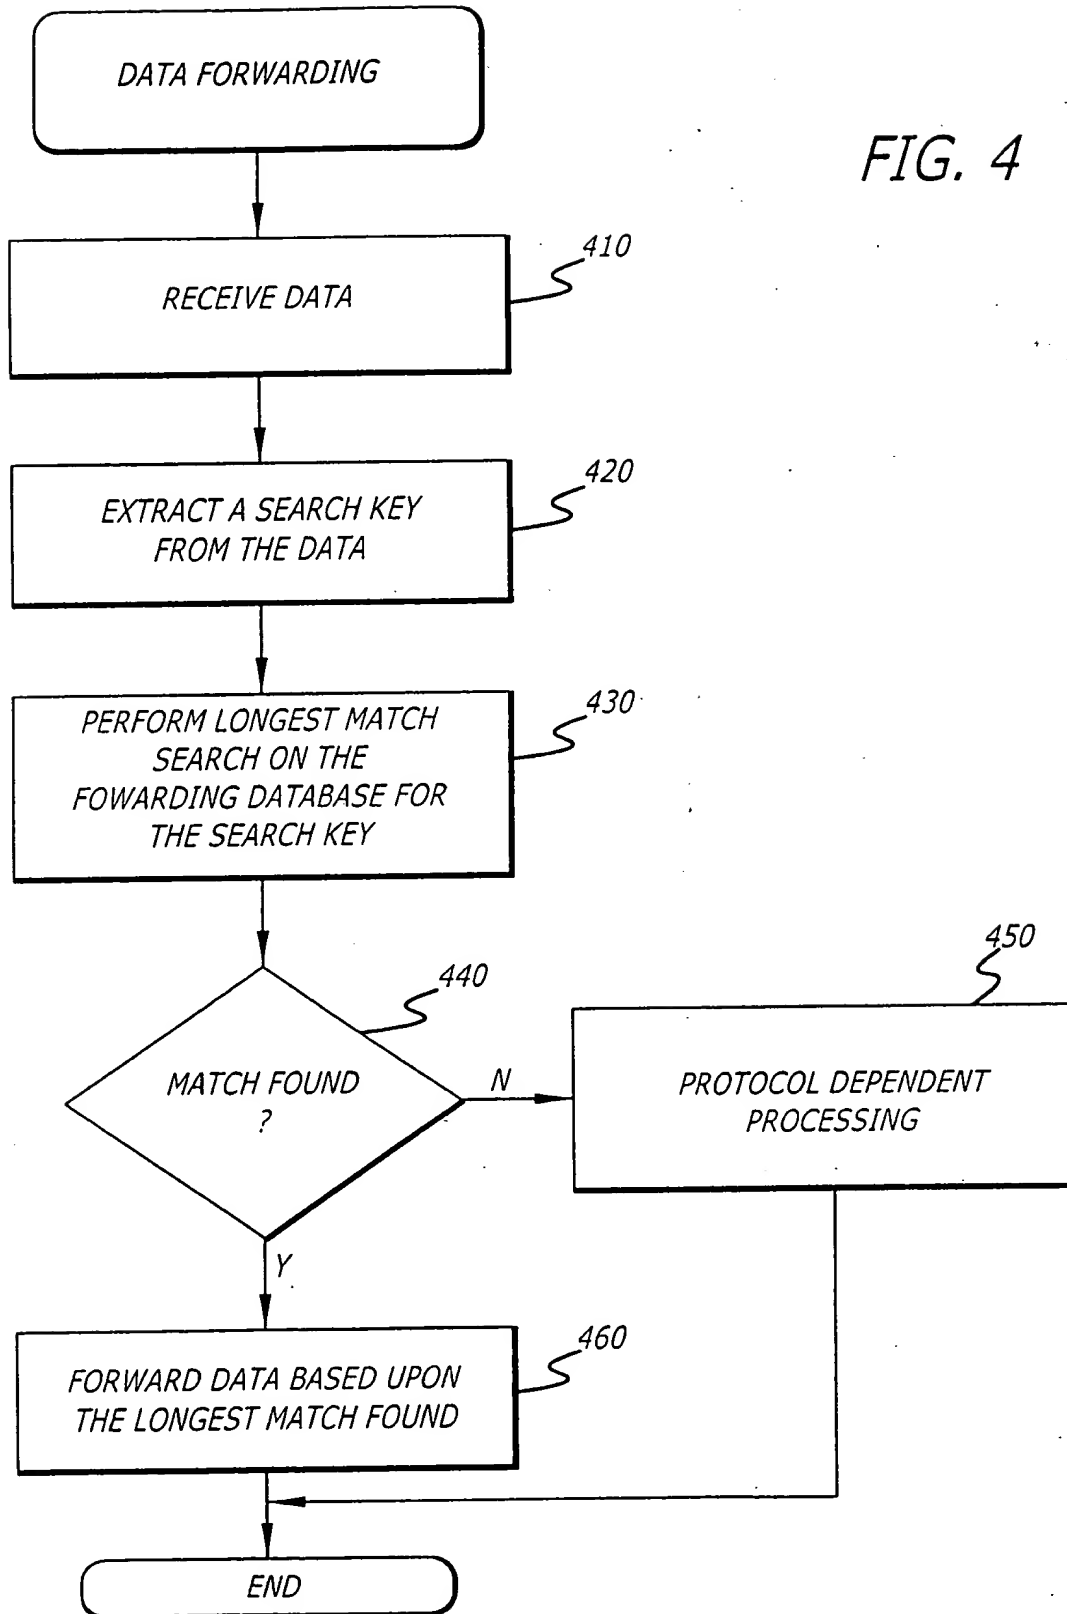 DATA FORWARDING
FIG. 4
410
RECEIVE DATA
420
EXTRACT A SEARCH KEY
FROM THE DATA
430
PERFORM LONGEST MATCH
SEARCH ON THE
FOWARDING DATABASE FOR
THE SEARCH KEY
440
450
MATCH FOUND
?
N
PROTOCOL DEPENDENT
PROCESSING
Y
460
FORWARD DATA BASED UPON
THE LONGEST MATCH FOUND
END